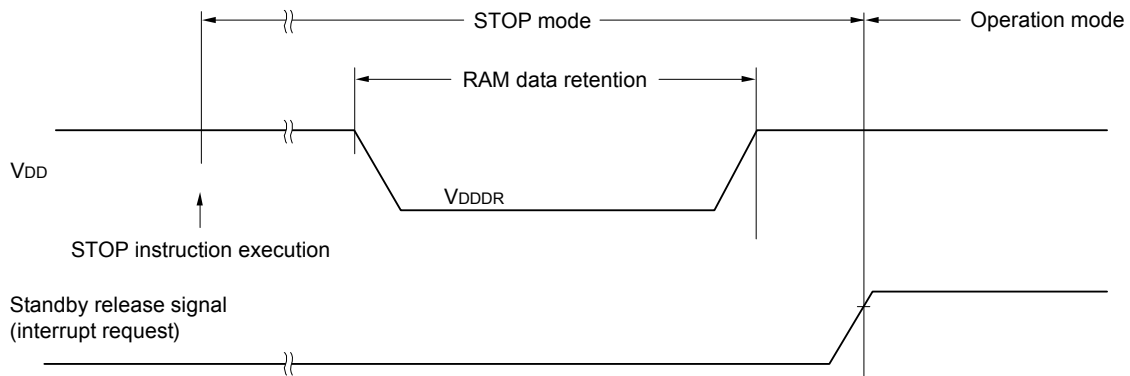 STOP mode
Operation mode
RAM data retention
VDD
VDDDR
STOP instruction execution
Standby release signal
(interrupt request)